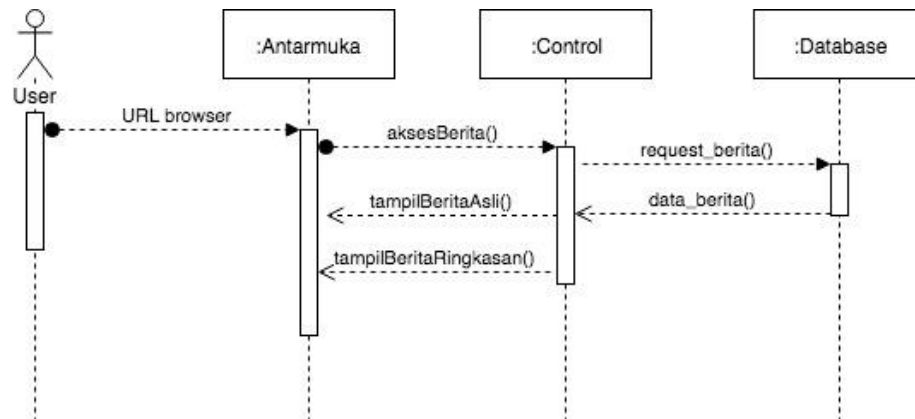 :Antarmuka
:Control
:Database
User
URL browser
aksesBerita()
request_berita()
tampilBeritaAsli()
data_berita()
tampilBeritaRingkasan()